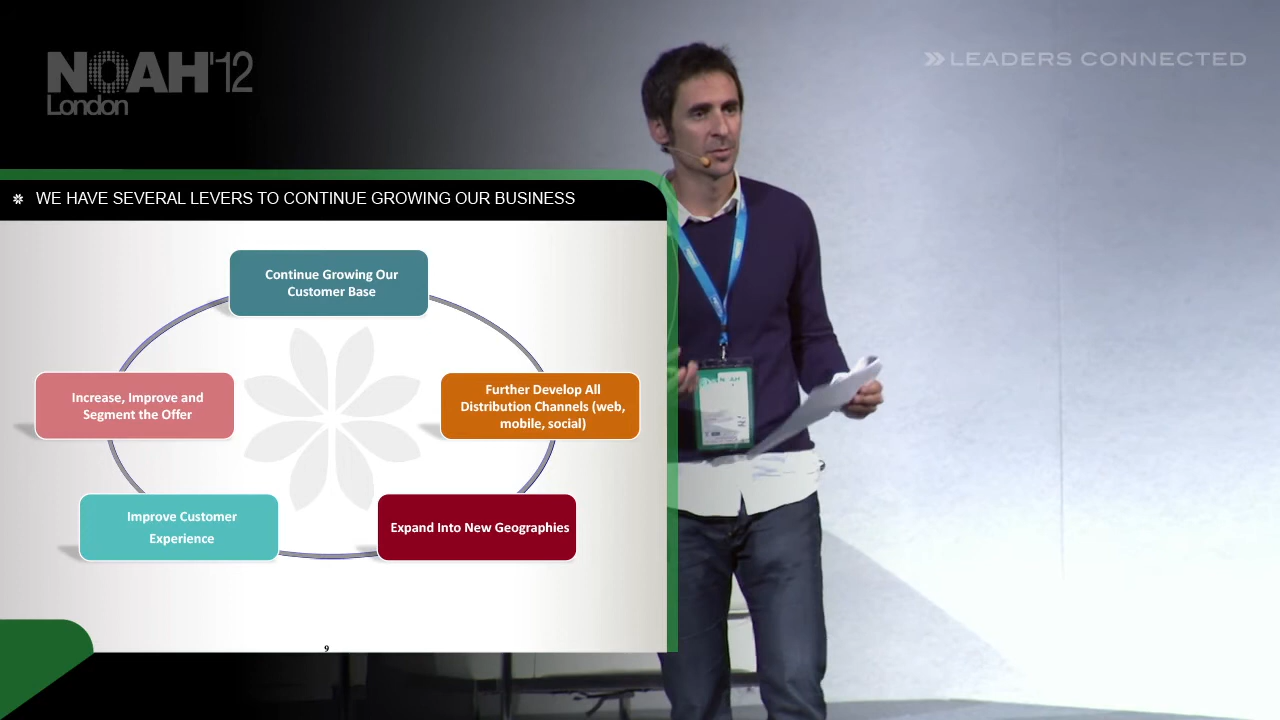 NOAH'12
London
LEADERS CONNECTED
WE HAVE SEVERAL LEVERS TO CONTINUE GROWING OUR BUSINESS
Continue Growing Our
Customer Base
Increase, Improve and
Segment the Offer
Further Develop All
Distribution Channels (web,
mobile, social)
Improve Customer
Experience
Expand Into New Geographies
9
NOAH